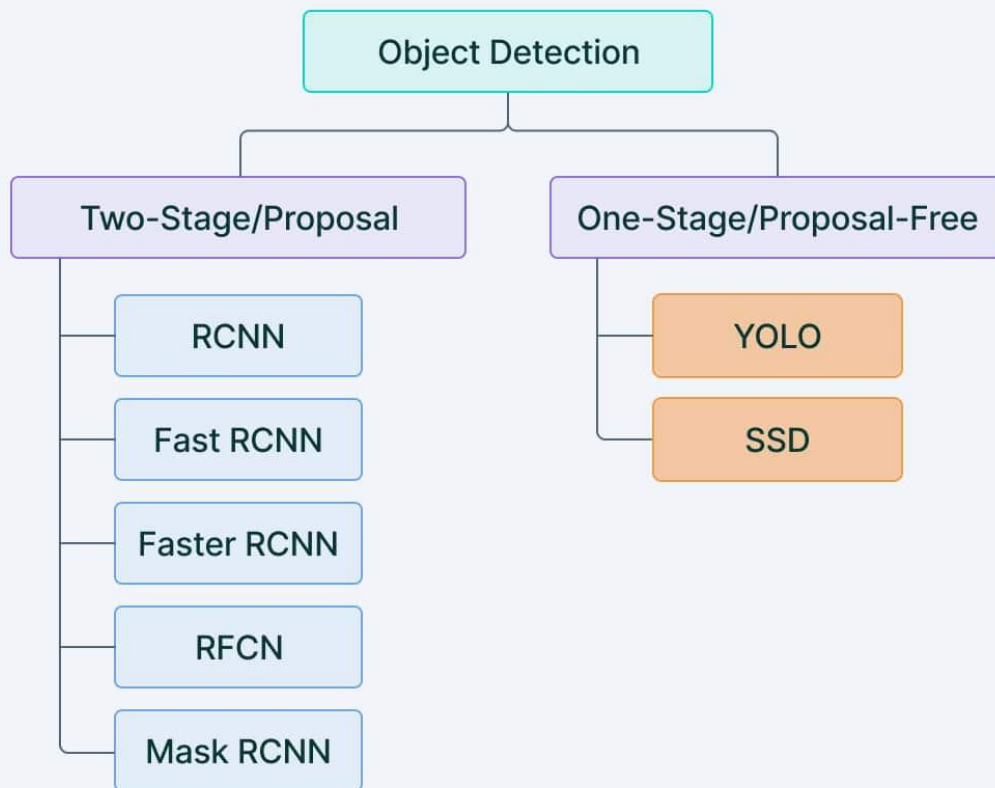 Object Detection
Two-Stage/Proposal
RCNN
Fast RCNN
Faster RCNN
RFCN
Mask RCNN
One-Stage/Proposal-Free
YOLO
SSD